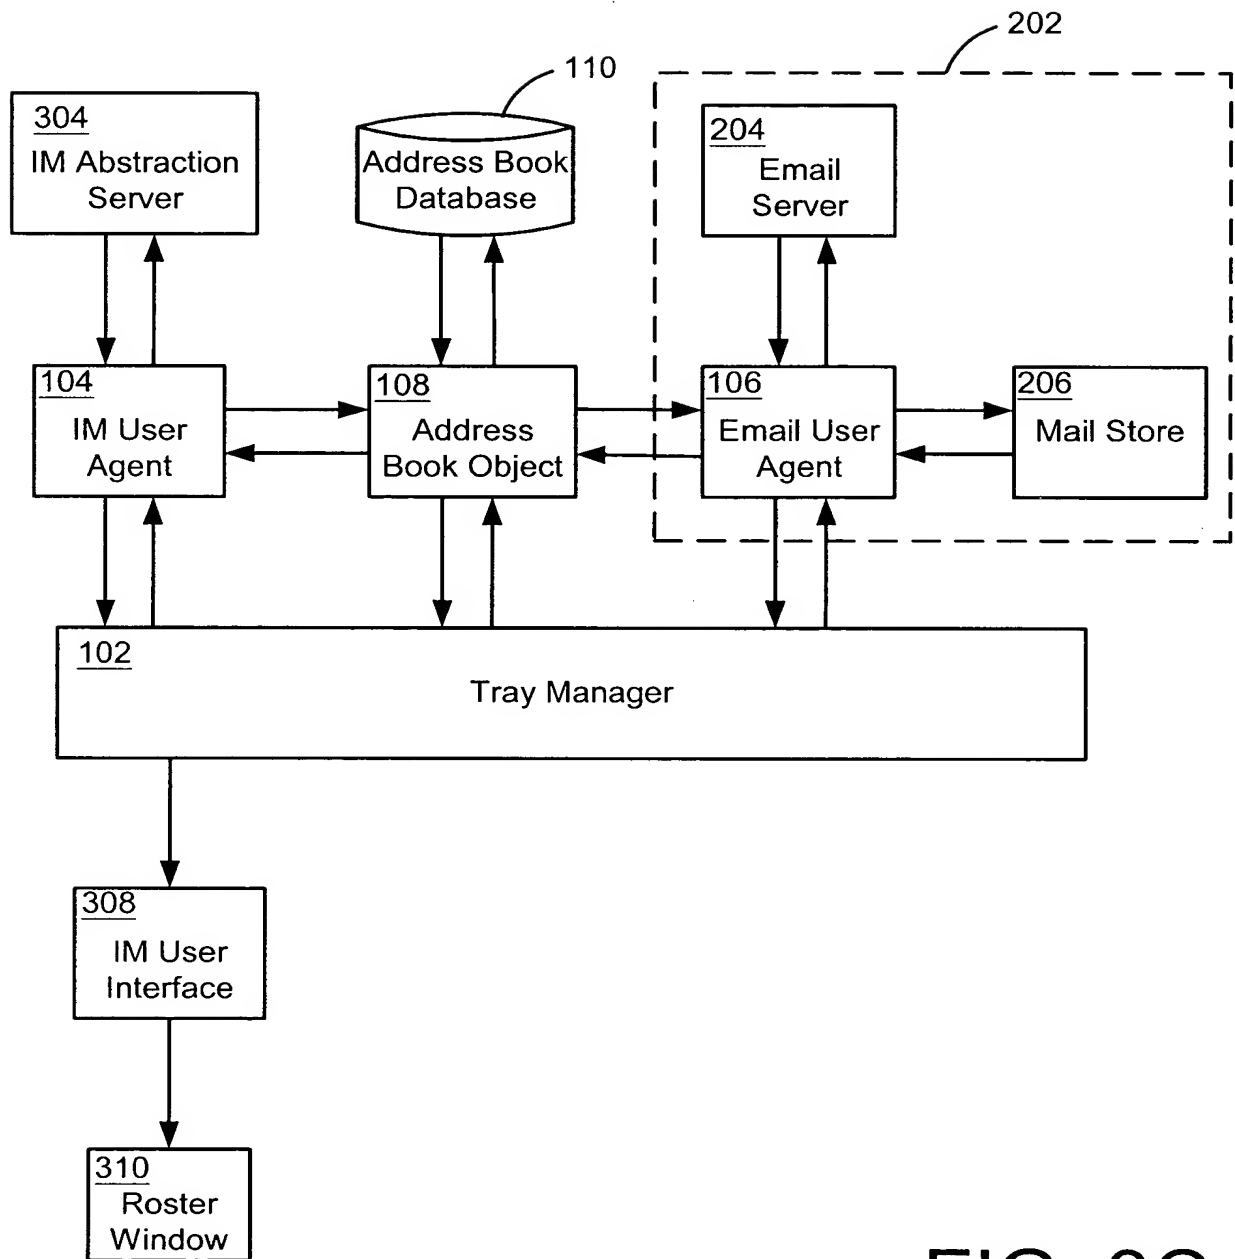 202
110
304
IM Abstraction
Server
Address Book
Database
204
Email
Server
104
IM User
Agent
108
Address
Book Object
106
Email User
Agent
206
Mail Store
102
Tray Manager
308
IM User
Interface
310
Roster
Window